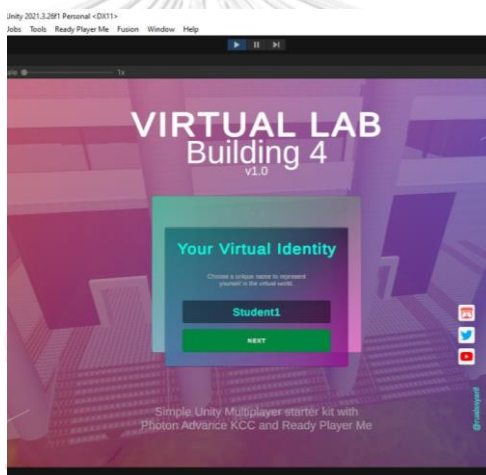 Unity 2021.3.26f1 Personal <DX11>
Jobs Tools Ready Player Me Fusion Window Help
1x
VIRTUAL LAB
Building 4
v1.0
Your Virtual Identity
Choose a unique name to represent
yourself in the virtual world.
Student1
NEXT
Simple Unity Multiplayer starter kit with
Photon Advance KCC and Ready Player Me